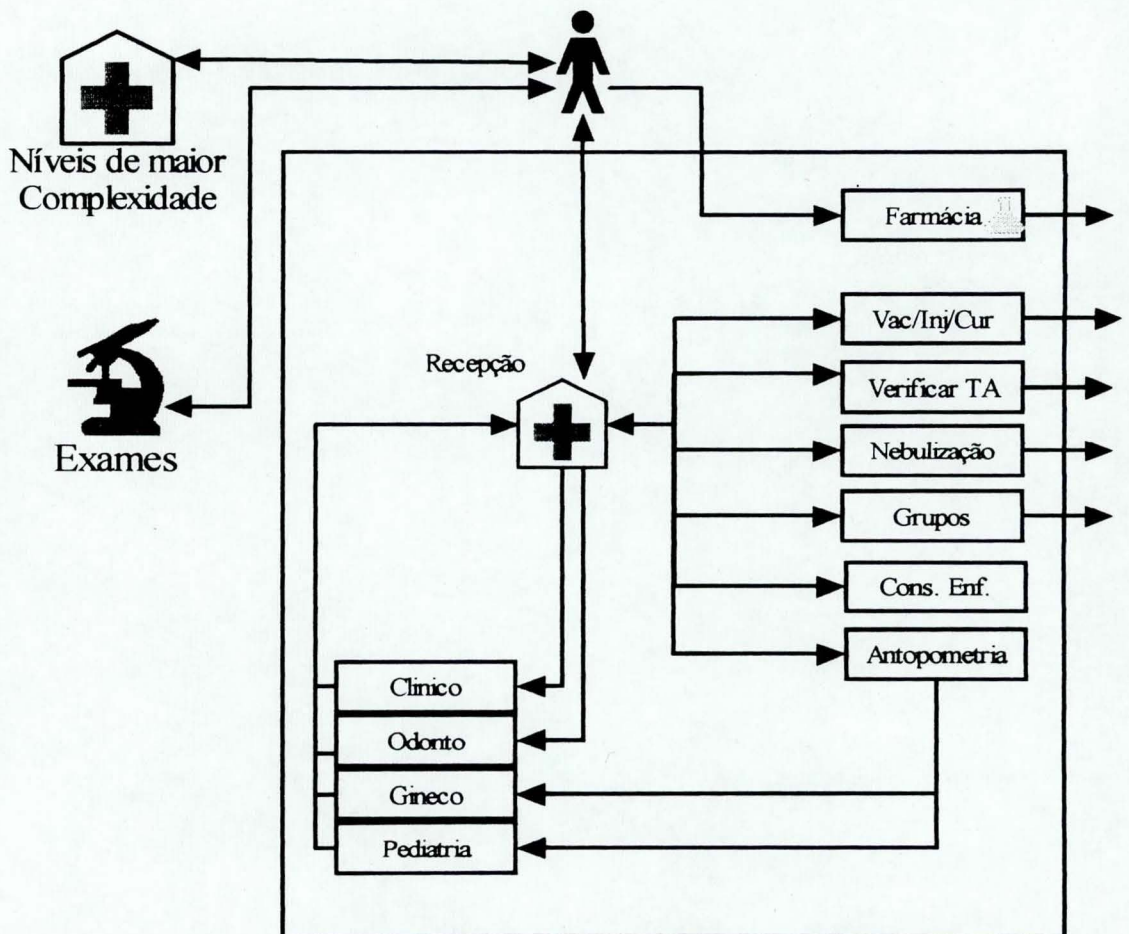 Níveis de maior
Complexidade
Farmácia
Vac/Inj/Cur
Recepção
Verificar TA
Exames
Nebulização
Grupos
Cons. Enf.
Antopometria
Clinico
Odonto
Gineco
Pediatria